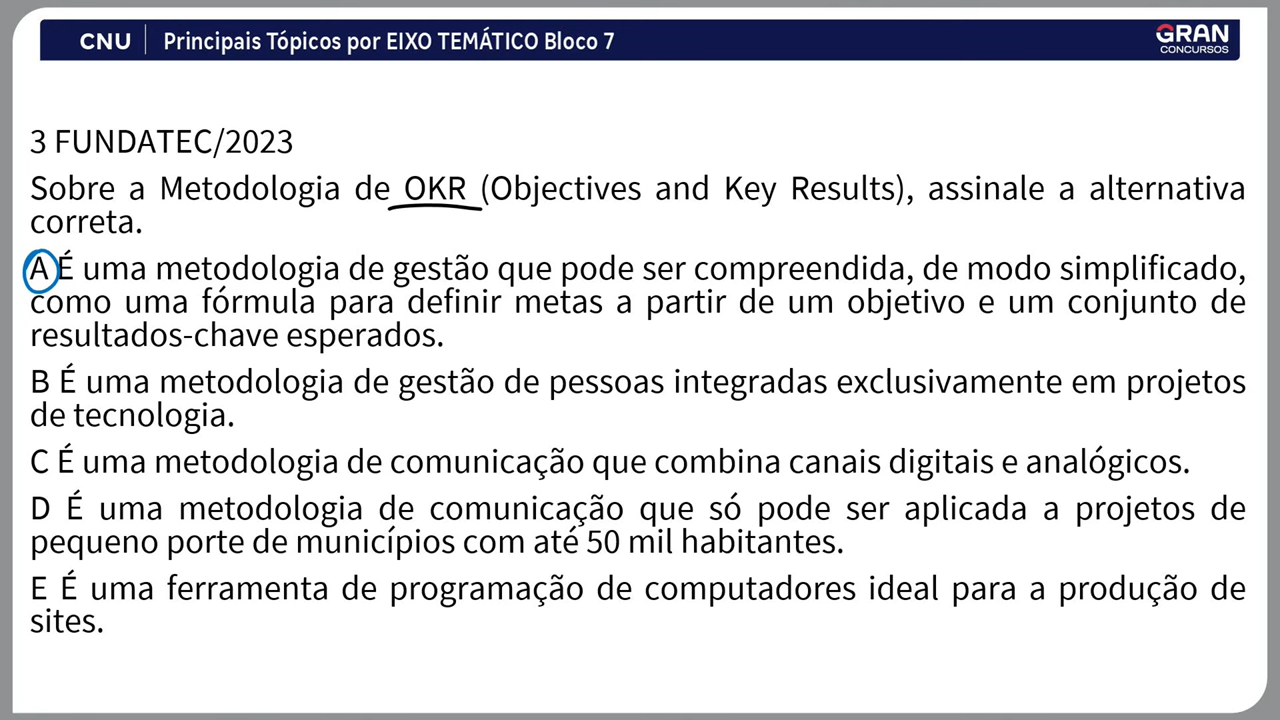 CNU Principais Tópicos por EIXO TEMÁTICO Bloco 7
GRAN
CONCURSOS
3 FUNDATEC/2023
Sobre a Metodologia de OKR (Objectives and Key Results), assinale a alternativa
correta.
A É uma metodologia de gestão que pode ser compreendida, de modo simplificado,
como uma fórmula para definir metas a partir de um objetivo e um conjunto de
resultados-chave esperados.
B É uma metodologia de gestão de pessoas integradas exclusivamente em projetos
de tecnologia.
C É uma metodologia de comunicação que combina canais digitais e analógicos.
D É uma metodologia de comunicação que só pode ser aplicada a projetos de
pequeno porte de municípios com até 50 mil habitantes.
E É uma ferramenta de programação de computadores ideal para a produção de
sites.